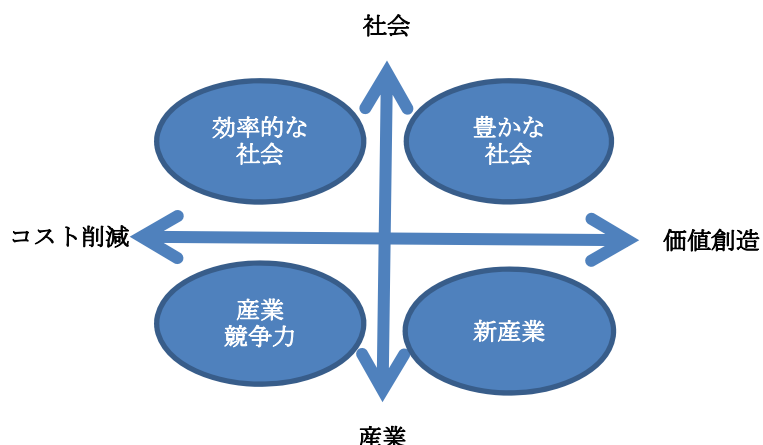 社会
効率的な
社会
豊かな
社会
コスト削減
価値創造
産業
競争力
新産業
産業